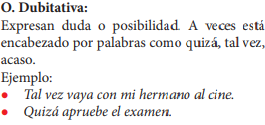 O. Dubitativa:
Expresan duda o posibilidad. A veces está
encabezado por palabras como quizá, tal vez,
acaso.
Ejemplo:
● Tal vez vaya con mi hermano al cine.
● Quizá apruebe el examen.